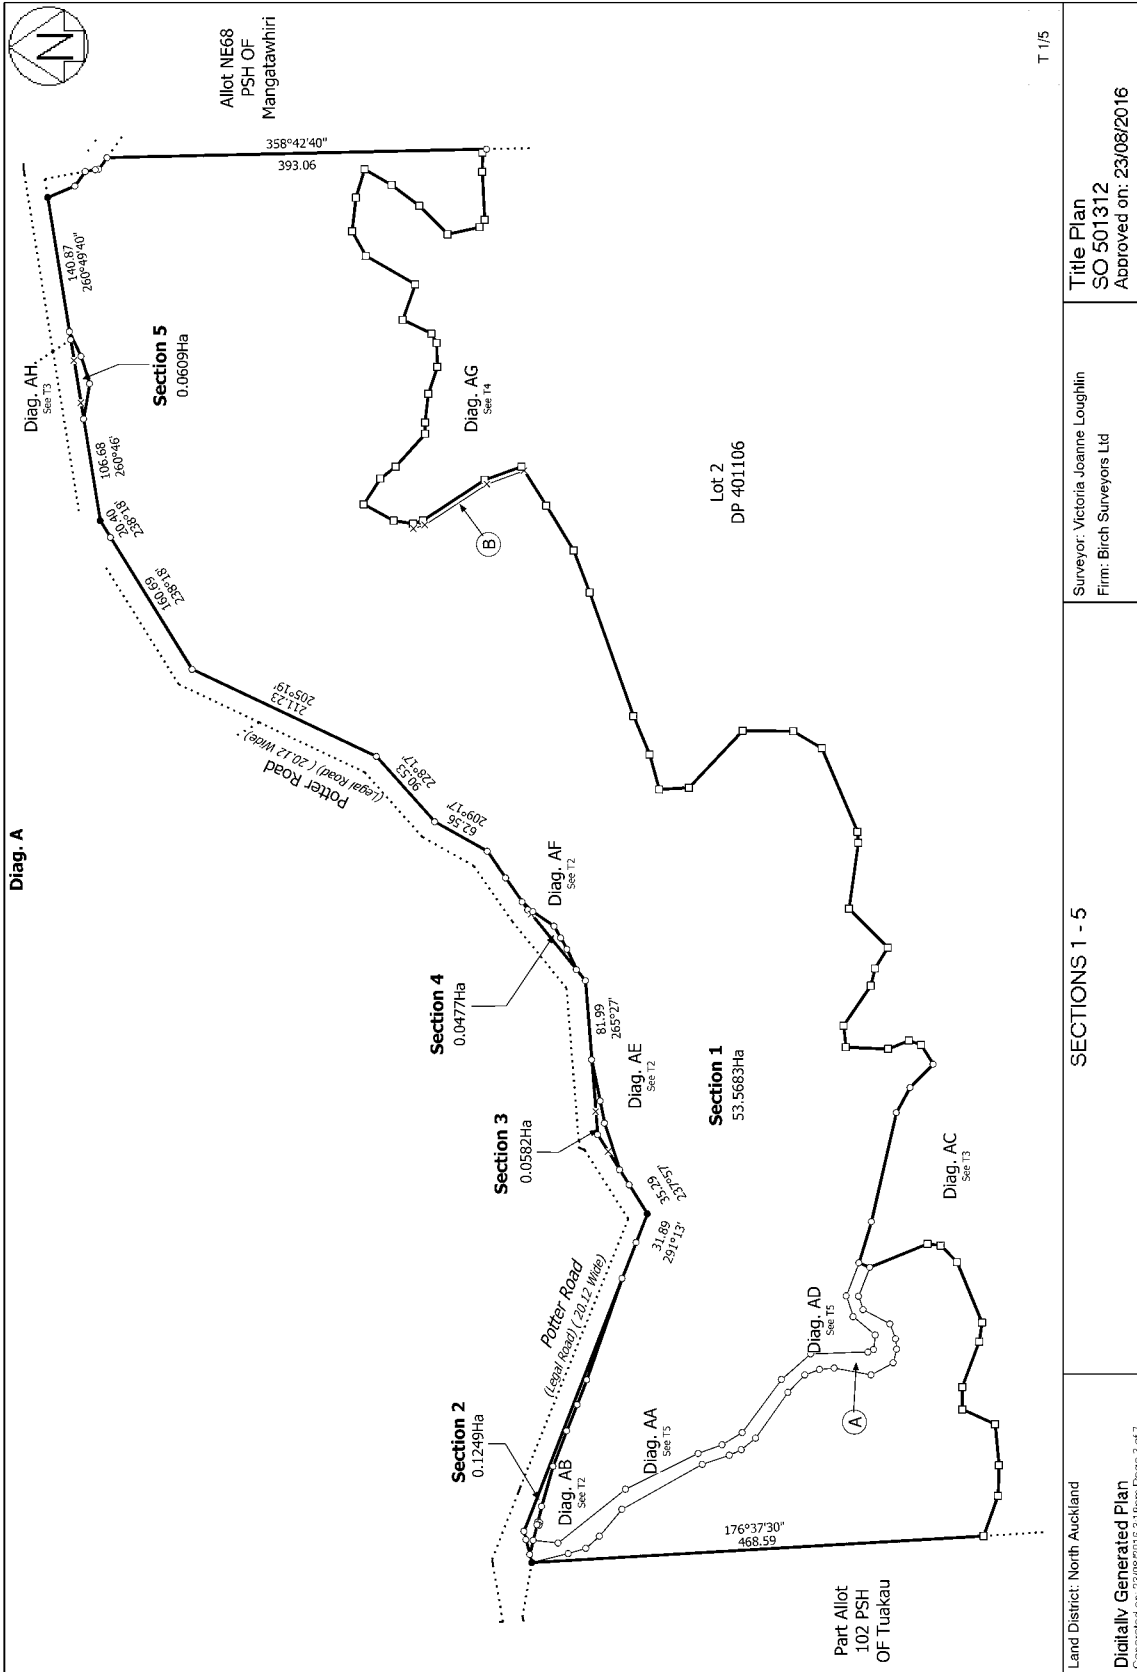 Diag. A
N
Allot NE68
PSH OF
Mangatawhiri
358°42'40"
393.06
140.87
260°49'40"
Diag. AH
See T3
Section 5
0.0609Ha
106.68
260°46'
20.40
238°18'
160.69
238°18'
211.23
205°19'
Potter Road
(Legal Road) ( 20.12 Wide)
90.53
228°17'
62.56
209°17'
Diag. AG
See T4
B
Lot 2
DP 401106
Diag. AF
See T2
Section 4
0.0477Ha
81.99
265°27'
Diag. AE
See T2
Section 3
0.0582Ha
Section 1
53.5683Ha
35.29
237°57'
31.89
291°13'
Potter Road
(Legal Road) ( 20.12 Wide)
Section 2
0.1249Ha
Diag. AB
See T2
Diag. AA
See T5
Diag. AD
See T5
A
Diag. AC
See T3
176°37'30"
468.59
Part Allot
102 PSH
OF Tuakau
T 1/5
Land District: North Auckland
Digitally Generated Plan
SECTIONS 1 - 5
Surveyor: Victoria Joanne Loughlin
Firm: Birch Surveyors Ltd
Title Plan
SO 501312
Approved on: 23/08/2016